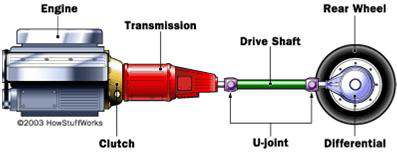 Engine
Transmission
Rear Wheel
Drive Shaft
©2003 HowStuffWorks
Clutch
U-joint
Differential